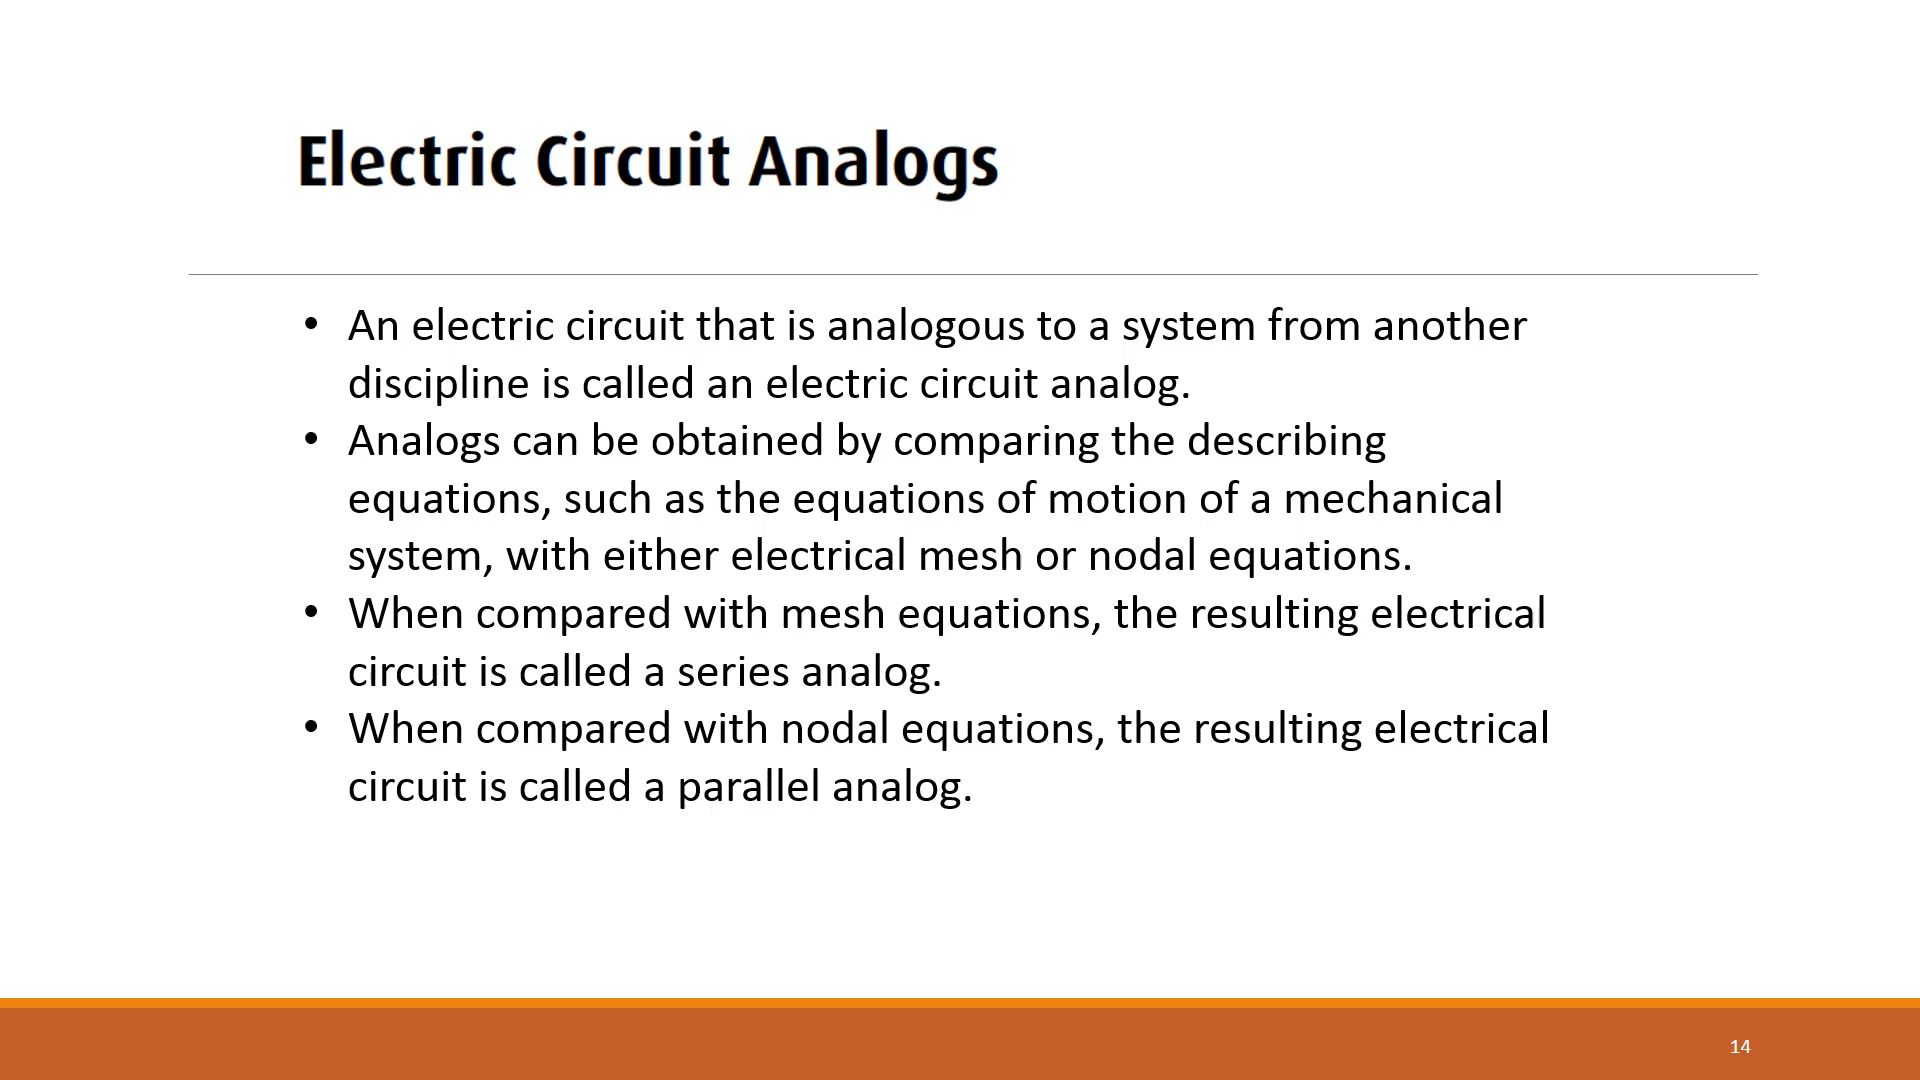 Electric Circuit Analogs
• An electric circuit that is analogous to a system from another
discipline is called an electric circuit analog.
• Analogs can be obtained by comparing the describing
equations, such as the equations of motion of a mechanical
system, with either electrical mesh or nodal equations.
• When compared with mesh equations, the resulting electrical
circuit is called a series analog.
• When compared with nodal equations, the resulting electrical
circuit is called a parallel analog.
14